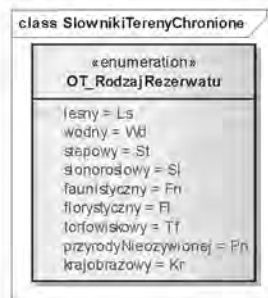 class SlownikiTerenyChronione
«enumeration»
OT_RodzajRezerwatu
lesny = Ls
wodny = Wd
stepowy = St
slonoroslowy = Sl
faunistyczny = Fn
florystyczny = Fl
torfowiskowy = Tf
przyrodyNieozywionej = Pn
krajobrazowy = Kr